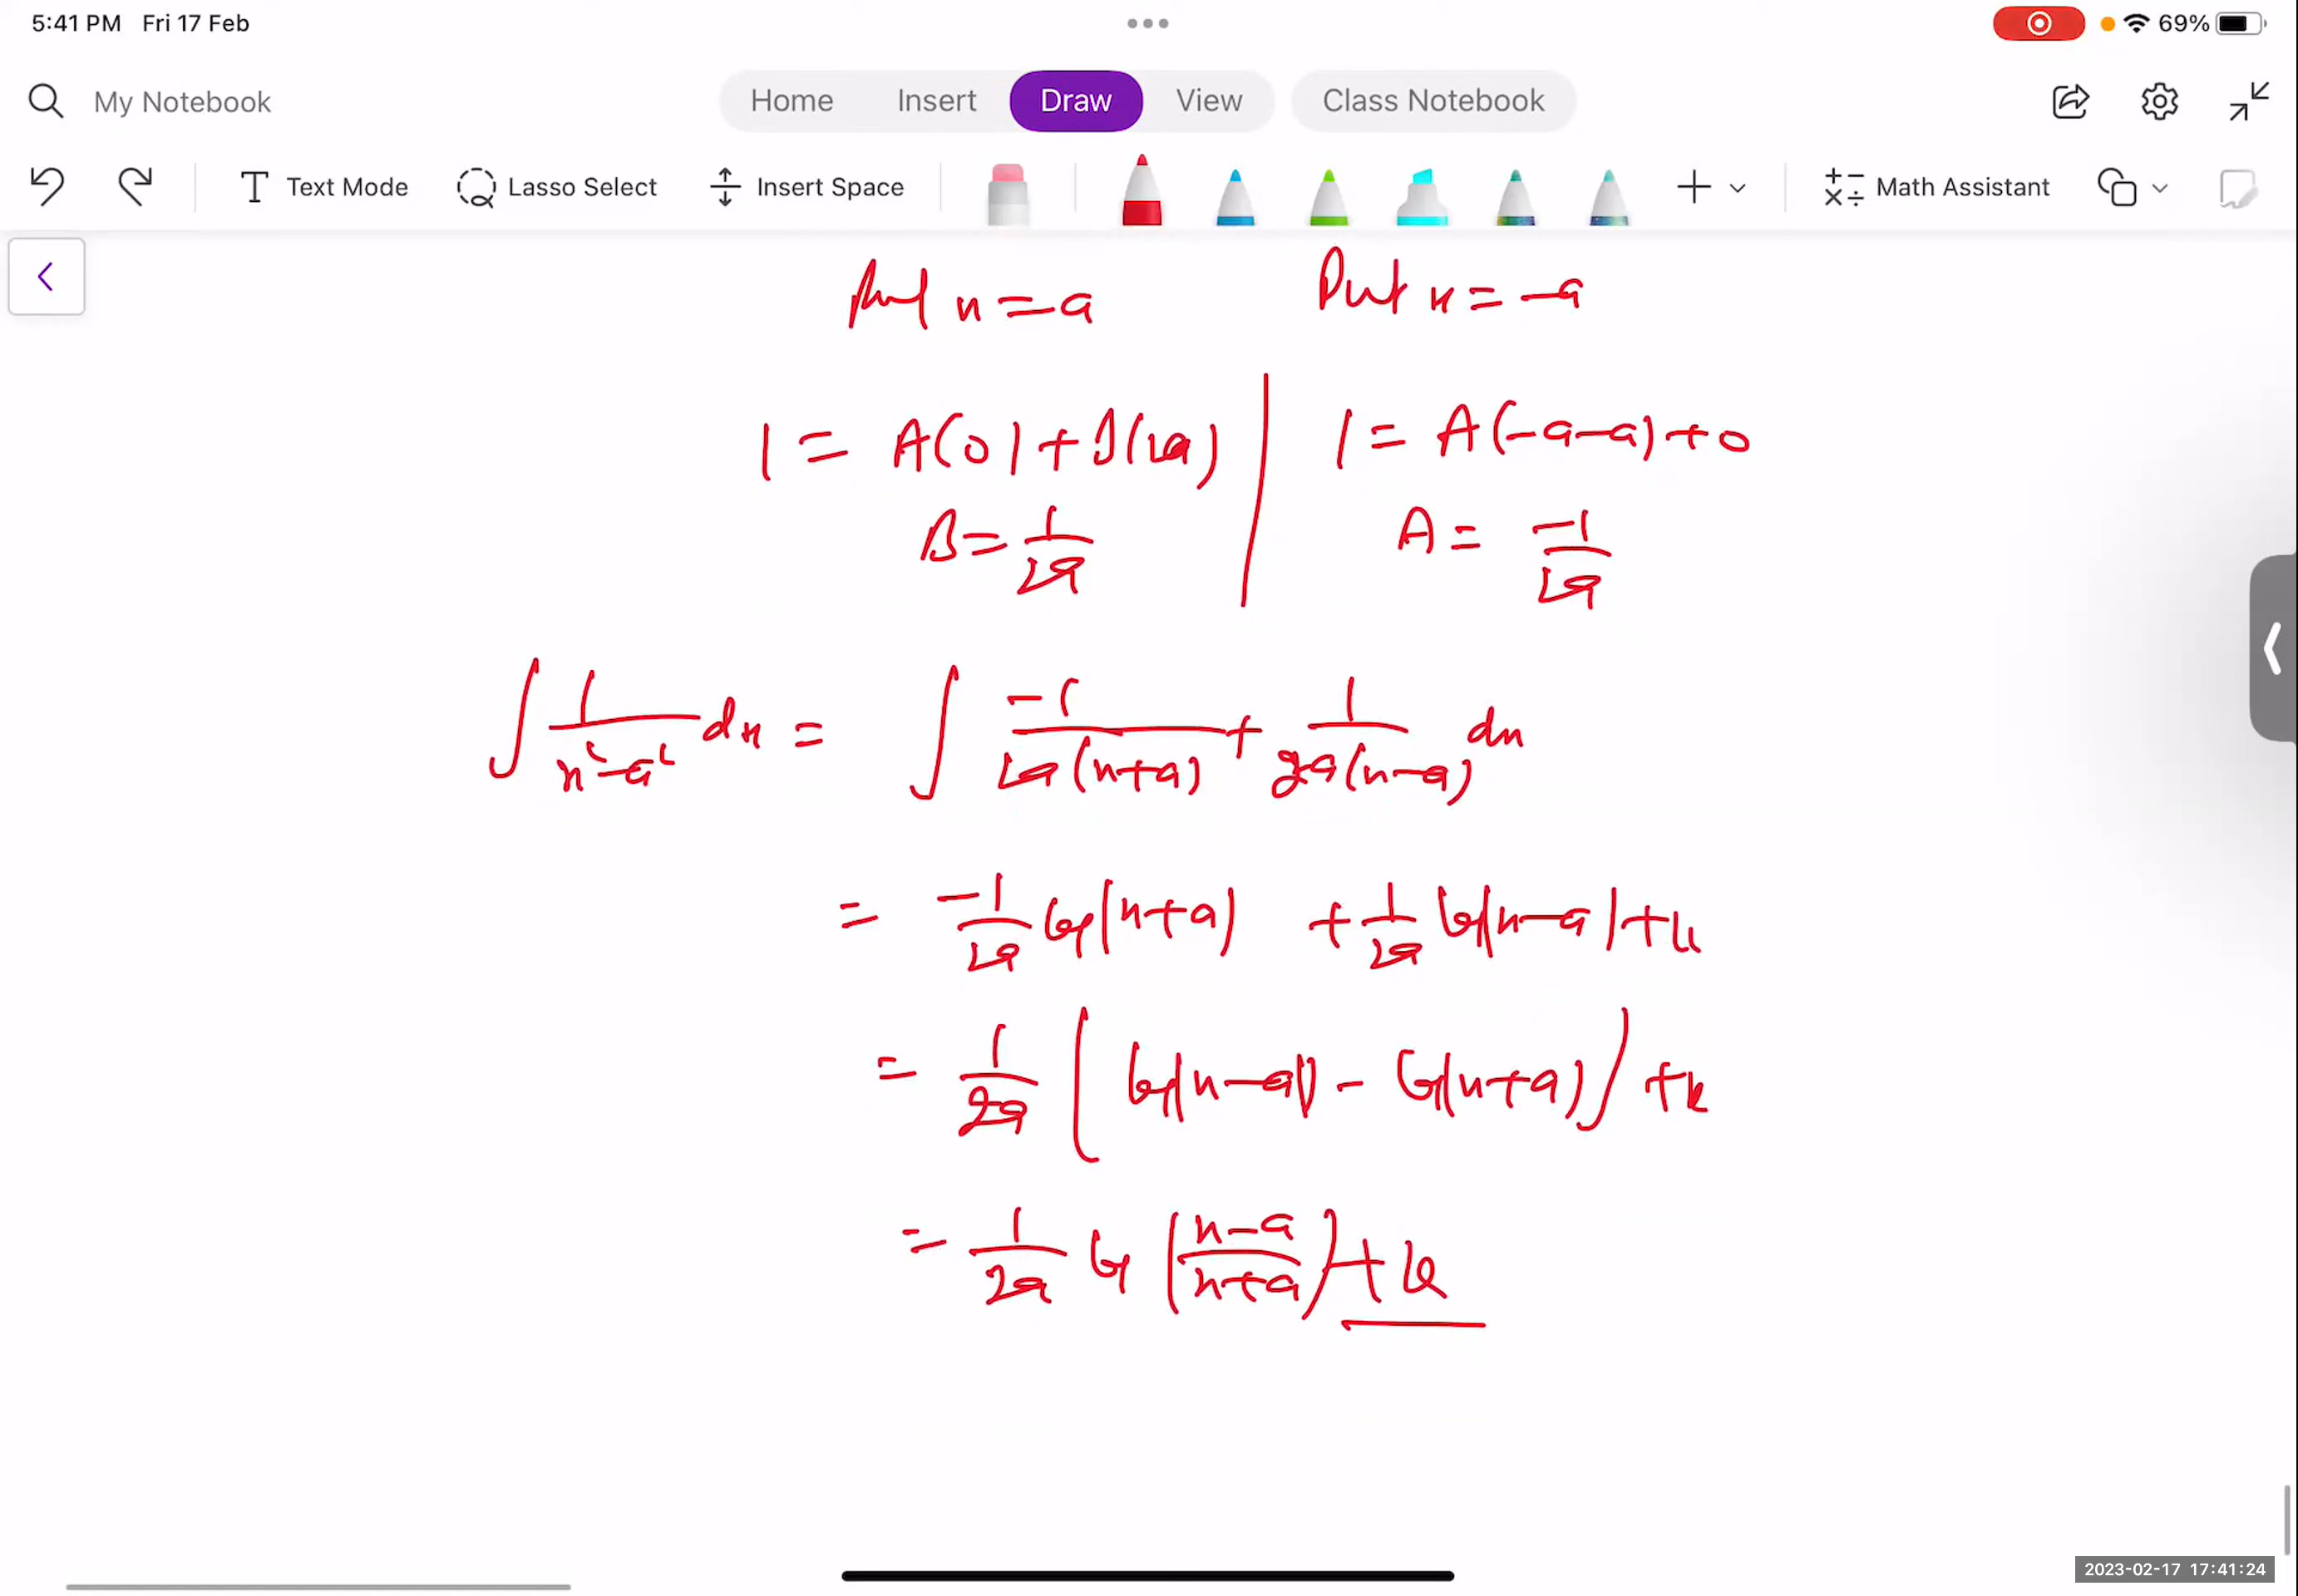 5:41 PM Fri 17 Feb
69%
My Notebook
Home Insert Draw View Class Notebook
Text Mode Lasso Select Insert Space Math Assistant
Put x = a
Put x = -a
1 = A(0) + B(2a)
B = 1/2a
1 = A(-a-a) + 0
A = -1/2a
∫ 1/(x²-a²) dx = ∫ -1/(2a(x+a)) + 1/(2a(x-a)) dx
= -1/2a log|x+a| + 1/2a log|x-a| + k
= 1/2a [log|x-a| - log|x+a|] + k
= 1/2a log |(x-a)/(x+a)| + k
2023-02-17 17:41:24